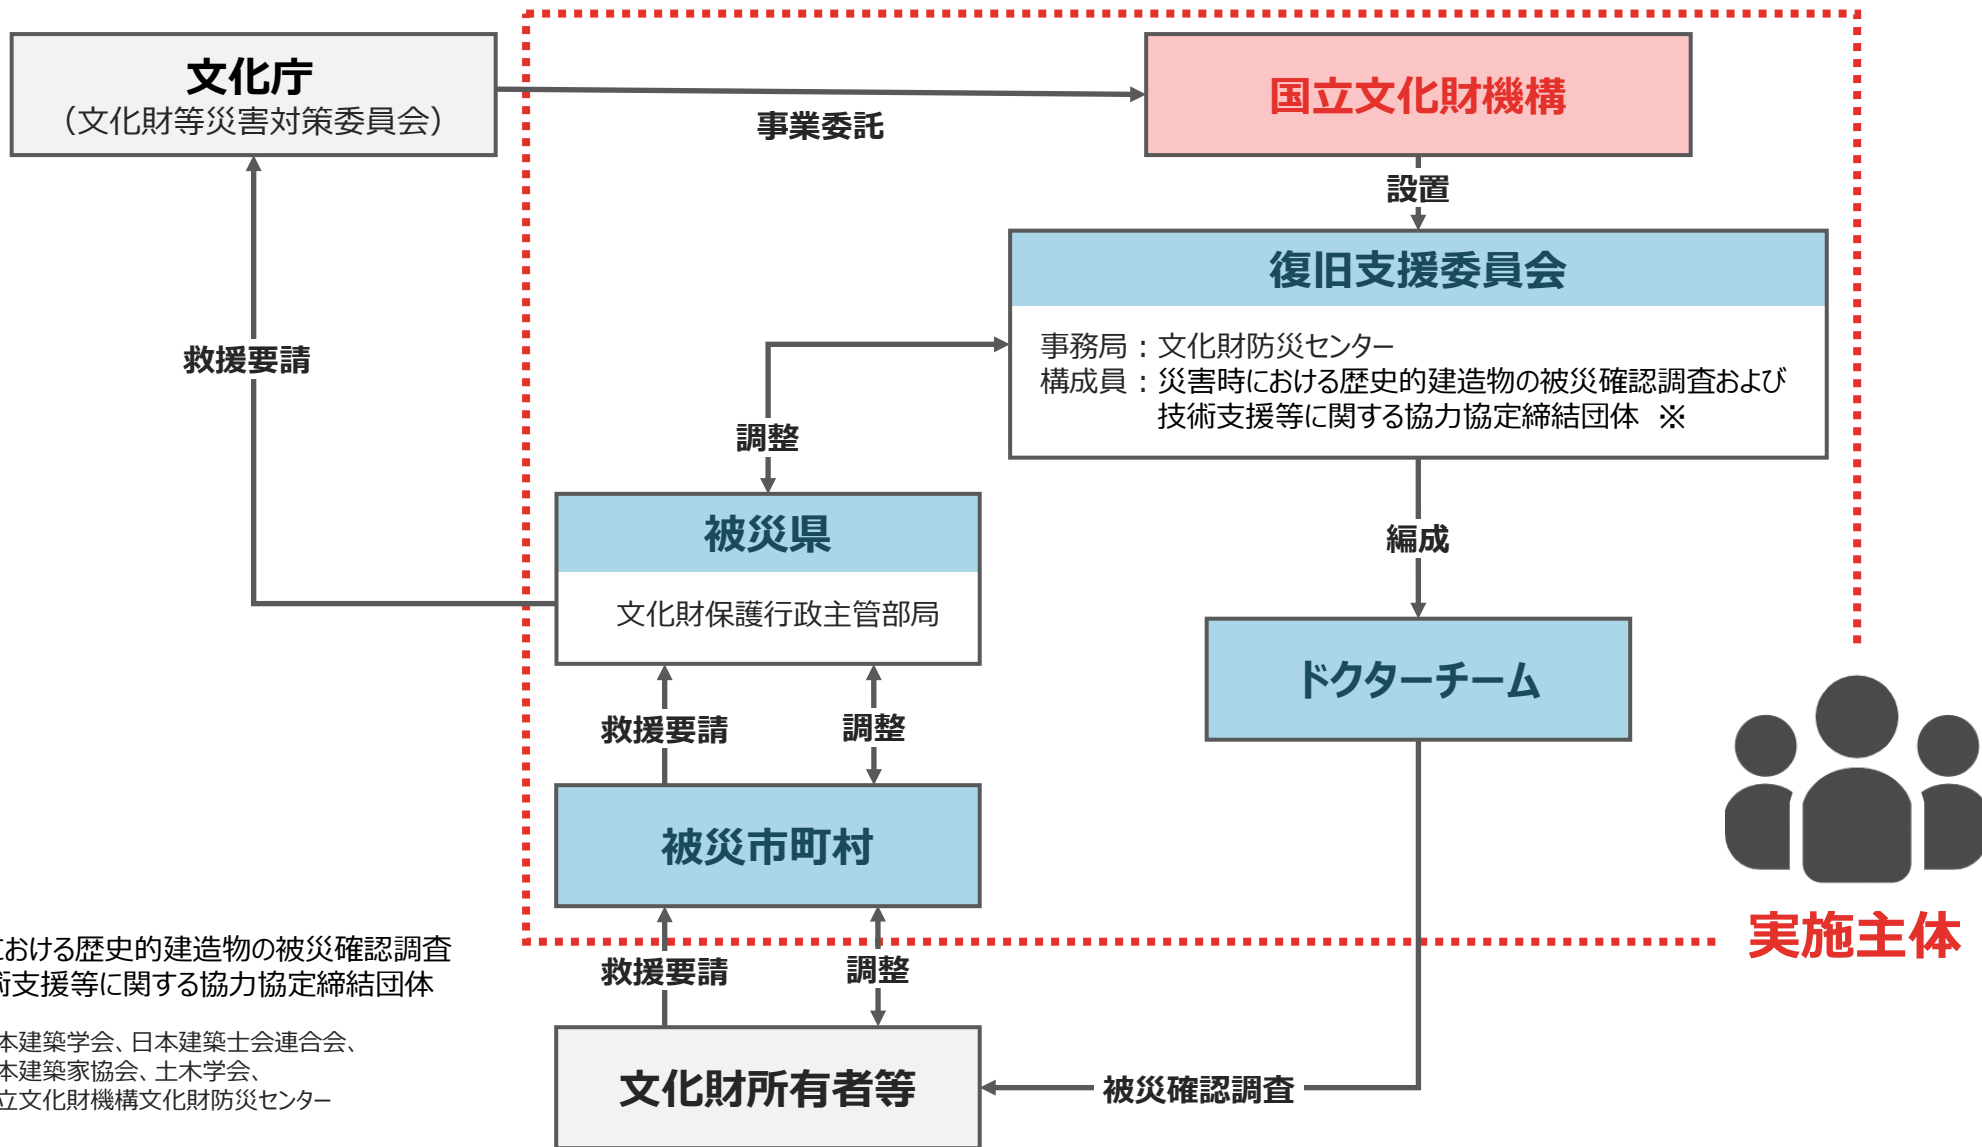 文化庁
（文化財等災害対策委員会）
事業委託
国立文化財機構
設置
復旧支援委員会
事務局：文化財防災センター
構成員：災害時における歴史的建造物の被災確認調査および
技術支援等に関する協力協定締結団体 ※
救援要請
調整
被災県
文化財保護行政主管部局
編成
ドクターチーム
救援要請
調整
被災市町村
実施主体
救援要請
調整
文化財所有者等
被災確認調査
おける歴史的建造物の被災確認調査
術支援等に関する協力協定締結団体
本建築学会、日本建築士会連合会、
本建築家協会、土木学会、
立文化財機構文化財防災センター